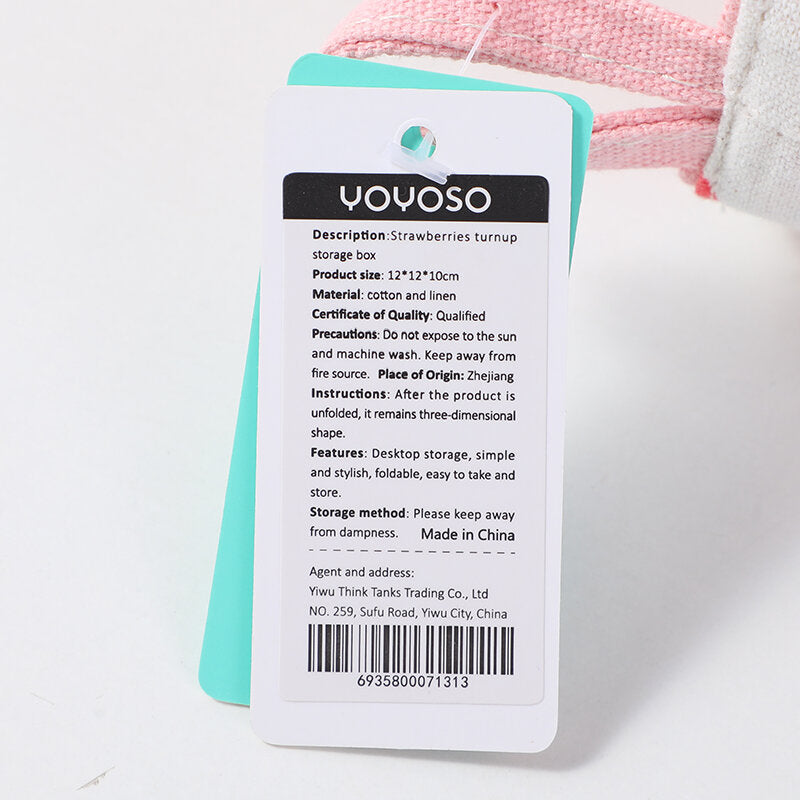 YOYOSO
Description:Strawberries turnup
storage box
Product size: 12*12*10cm
Material: cotton and linen
Certificate of Quality: Qualified
Precautions: Do not expose to the sun
and machine wash. Keep away from
fire source. Place of Origin: Zhejiang
Instructions: After the product is
unfolded, it remains three-dimensional
shape.
Features: Desktop storage, simple
and stylish, foldable, easy to take and
store.
Storage method: Please keep away
from dampness. Made in China
Agent and address:
Yiwu Think Tanks Trading Co., Ltd
NO. 259, Sufu Road, Yiwu City, China
6935800071313